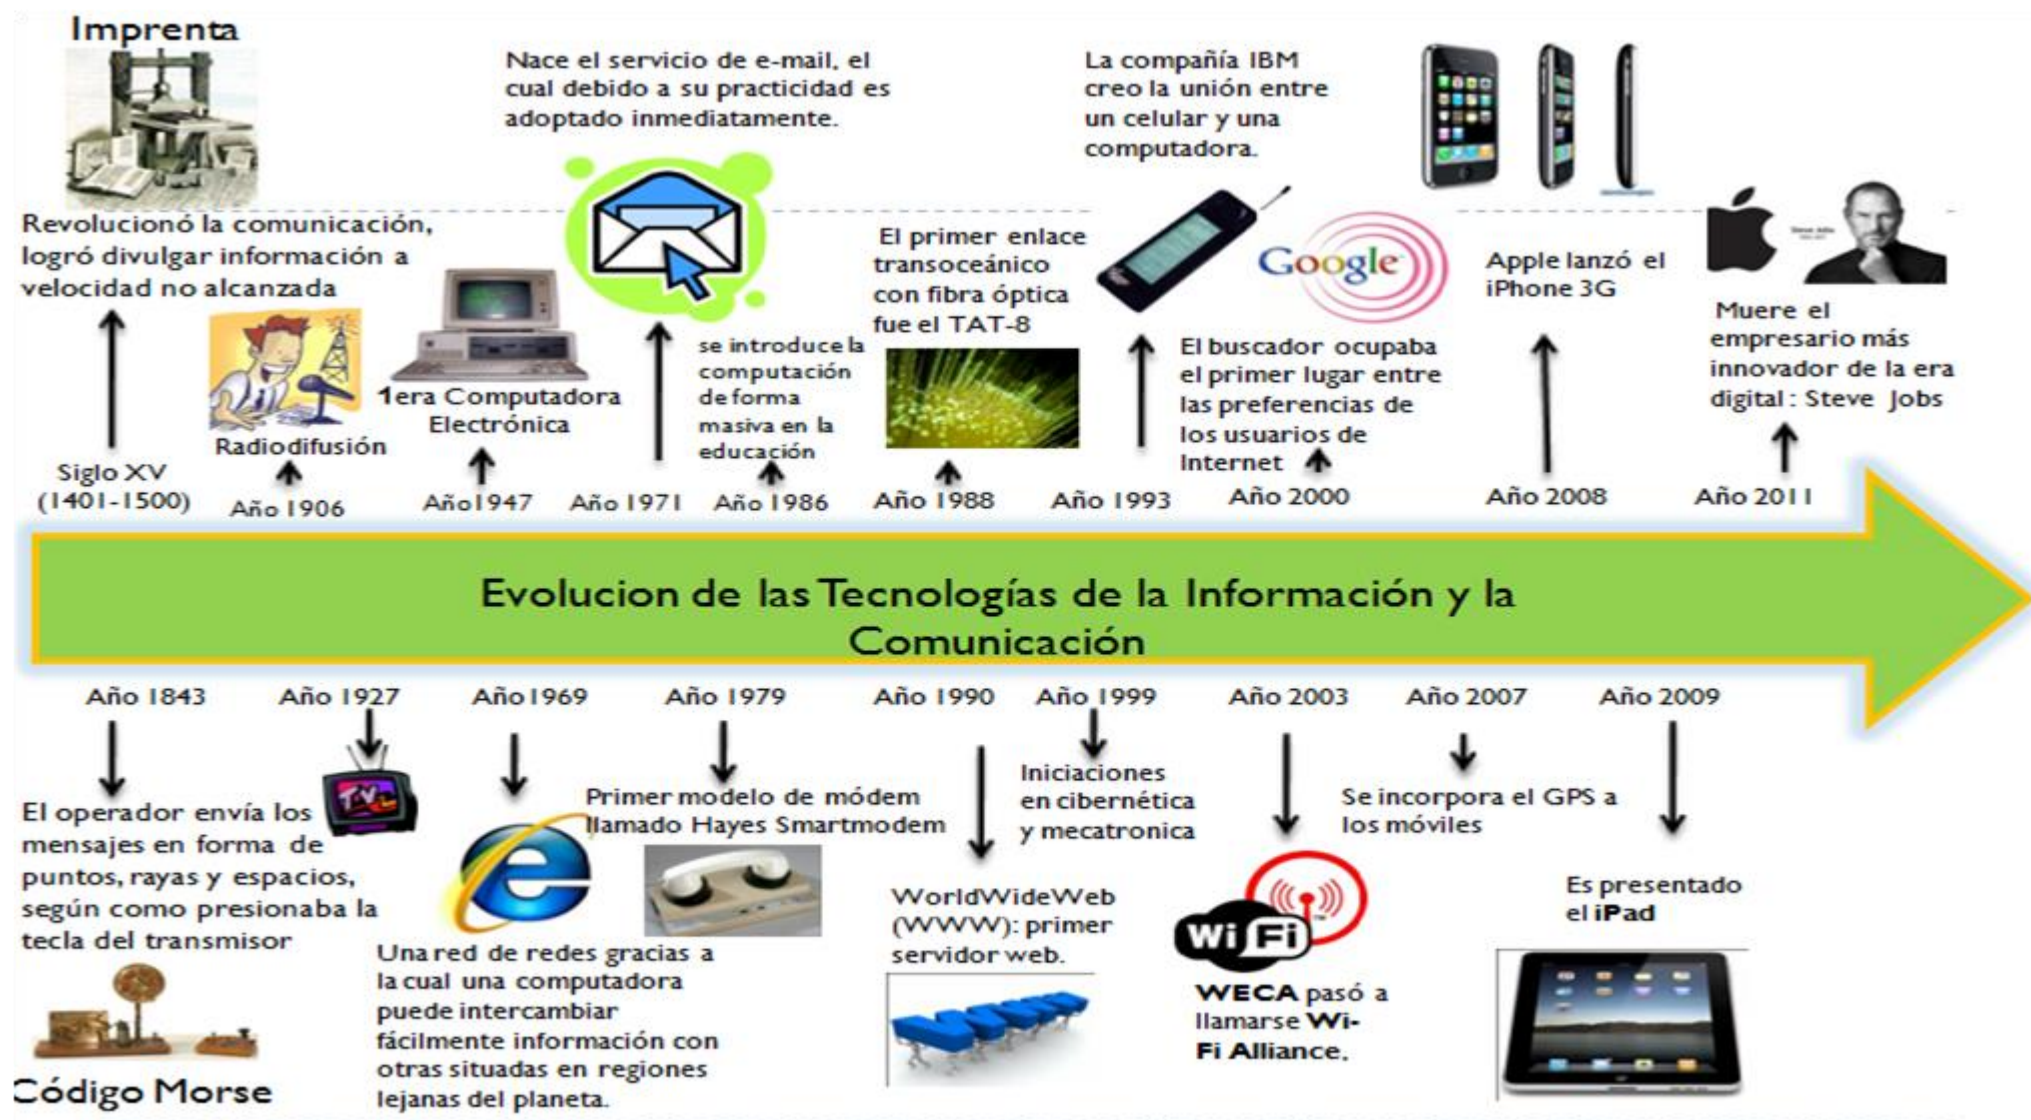 Imprenta
Revolucionó la comunicación,
logró divulgar información a
velocidad no alcanzada
Siglo XV
(1401-1500)
Radiodifusión
Año 1906
1era Computadora
Electrónica
Año1947
Nace el servicio de e-mail, el
cual debido a su practicidad es
adoptado inmediatamente.
Año 1971
se introduce la
computación
de forma
masiva en la
educación
Año 1986
El primer enlace
transoceánico
con fibra óptica
fue el TAT-8
Año 1988
La compañía IBM
creo la unión entre
un celular y una
computadora.
Año 1993
Google
El buscador ocupaba
el primer lugar entre
las preferencias de
los usuarios de
Internet
Año 2000
Apple lanzó el
iPhone 3G
Año 2008
Muere el
empresario más
innovador de la era
digital : Steve Jobs
Año 2011
Evolucion de las Tecnologías de la Información y la
Comunicación
Año 1843
El operador envía los
mensajes en forma de
puntos, rayas y espacios,
según como presionaba la
tecla del transmisor
Código Morse
Año 1927
TV
Año1969
Una red de redes gracias a
la cual una computadora
puede intercambiar
fácilmente información con
otras situadas en regiones
lejanas del planeta.
Año 1979
Primer modelo de módem
llamado Hayes Smartmodem
Año 1990
WorldWideWeb
(WWW): primer
servidor web.
Año 1999
Iniciaciones
en cibernética
y mecatronica
Año 2003
Wi Fi
WECA pasó a
llamarse Wi-
Fi Alliance.
Año 2007
Se incorpora el GPS a
los móviles
Año 2009
Es presentado
el iPad